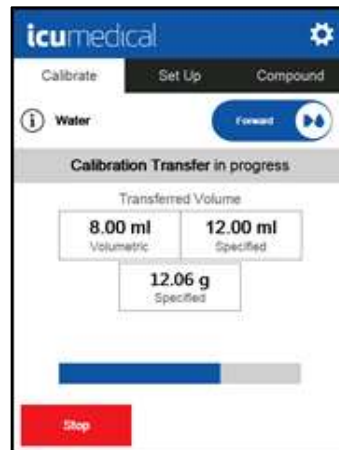 icumedical
Calibrate Set Up Compound
i Water Forward
Calibration Transfer in progress
Transferred Volume
8.00 ml 12.00 ml
Volumetric Specified
12.06 g
Specified
Stop